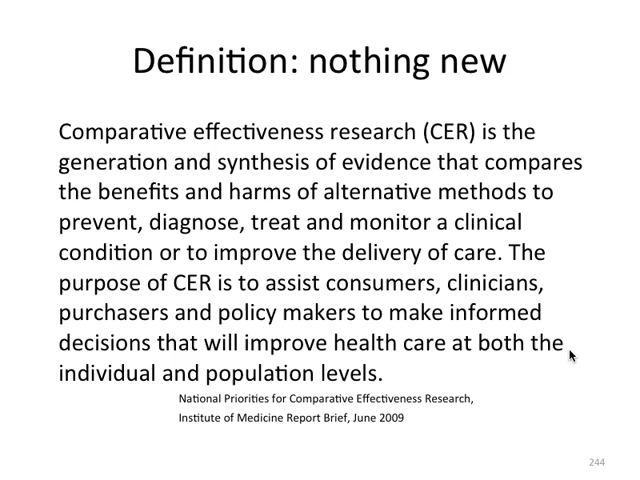 Definition: nothing new
Comparative effectiveness research (CER) is the
generation and synthesis of evidence that compares
the benefits and harms of alternative methods to
prevent, diagnose, treat and monitor a clinical
condition or to improve the delivery of care. The
purpose of CER is to assist consumers, clinicians,
purchasers and policy makers to make informed
decisions that will improve health care at both the
individual and population levels.
National Priorities for Comparative Effectiveness Research,
Institute of Medicine Report Brief, June 2009
244